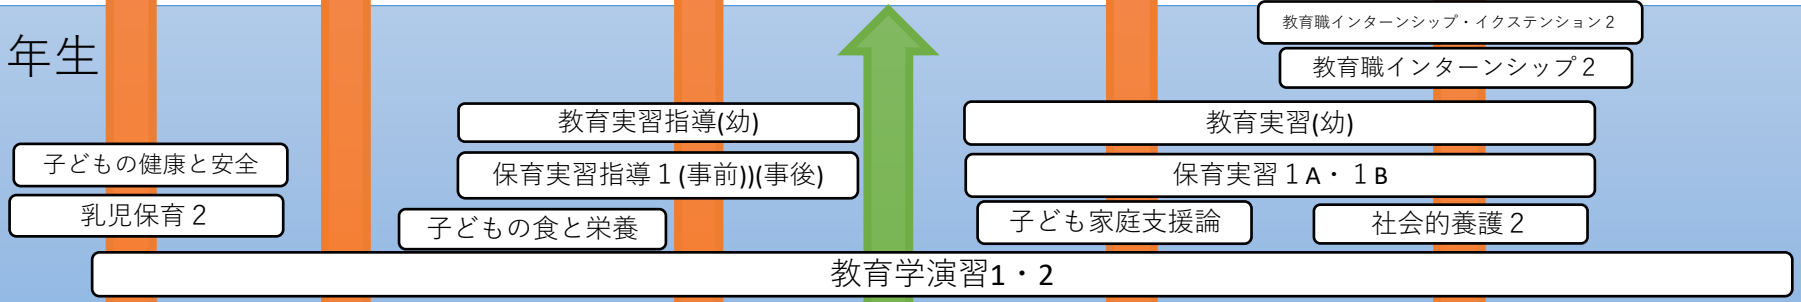 教育職インターンシップ・イクステンション２
年生
教育職インターンシップ２
教育実習指導(幼)
教育実習(幼)
子どもの健康と安全
保育実習指導１(事前))(事後)
保育実習１A・１B
乳児保育２
子どもの食と栄養
子ども家庭支援論
社会的養護２
教育学演習1・2